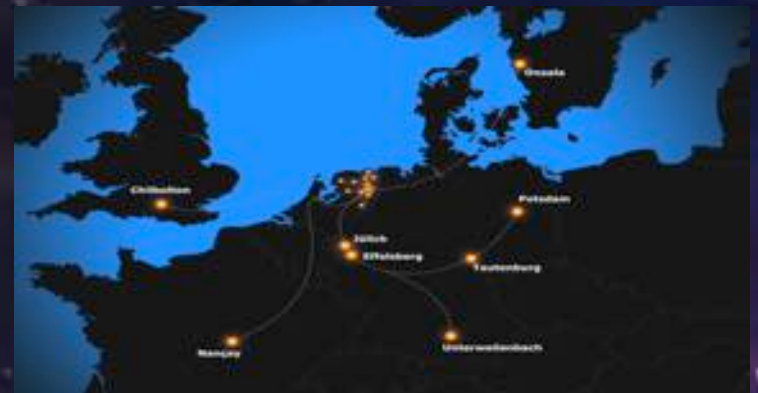 Onsala
Chilbolton
Potsdam
Jülich
Effelsberg
Tautenburg
Nançay
Unterweilenbach